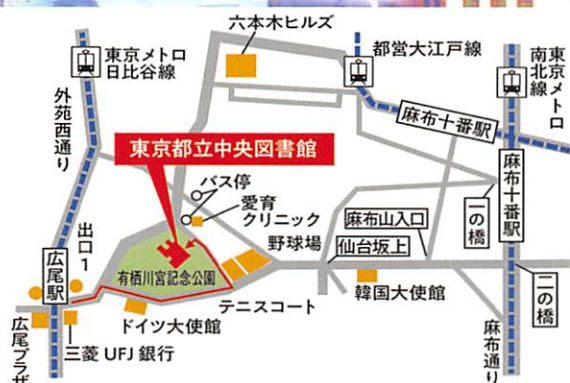 六本木ヒルズ
東京メトロ
日比谷線
都営大江戸線
東京メトロ
南北線
外苑西通り
麻布十番駅
東京都立中央図書館
麻布十番駅
バス停
愛育
クリニック
麻布山入口
一の橋
出口1
野球場
仙台坂上
広尾駅
有栖川宮記念公園
テニスコート
韓国大使館
二の橋
ドイツ大使館
広尾プラザ
三菱UFJ銀行
麻布通り